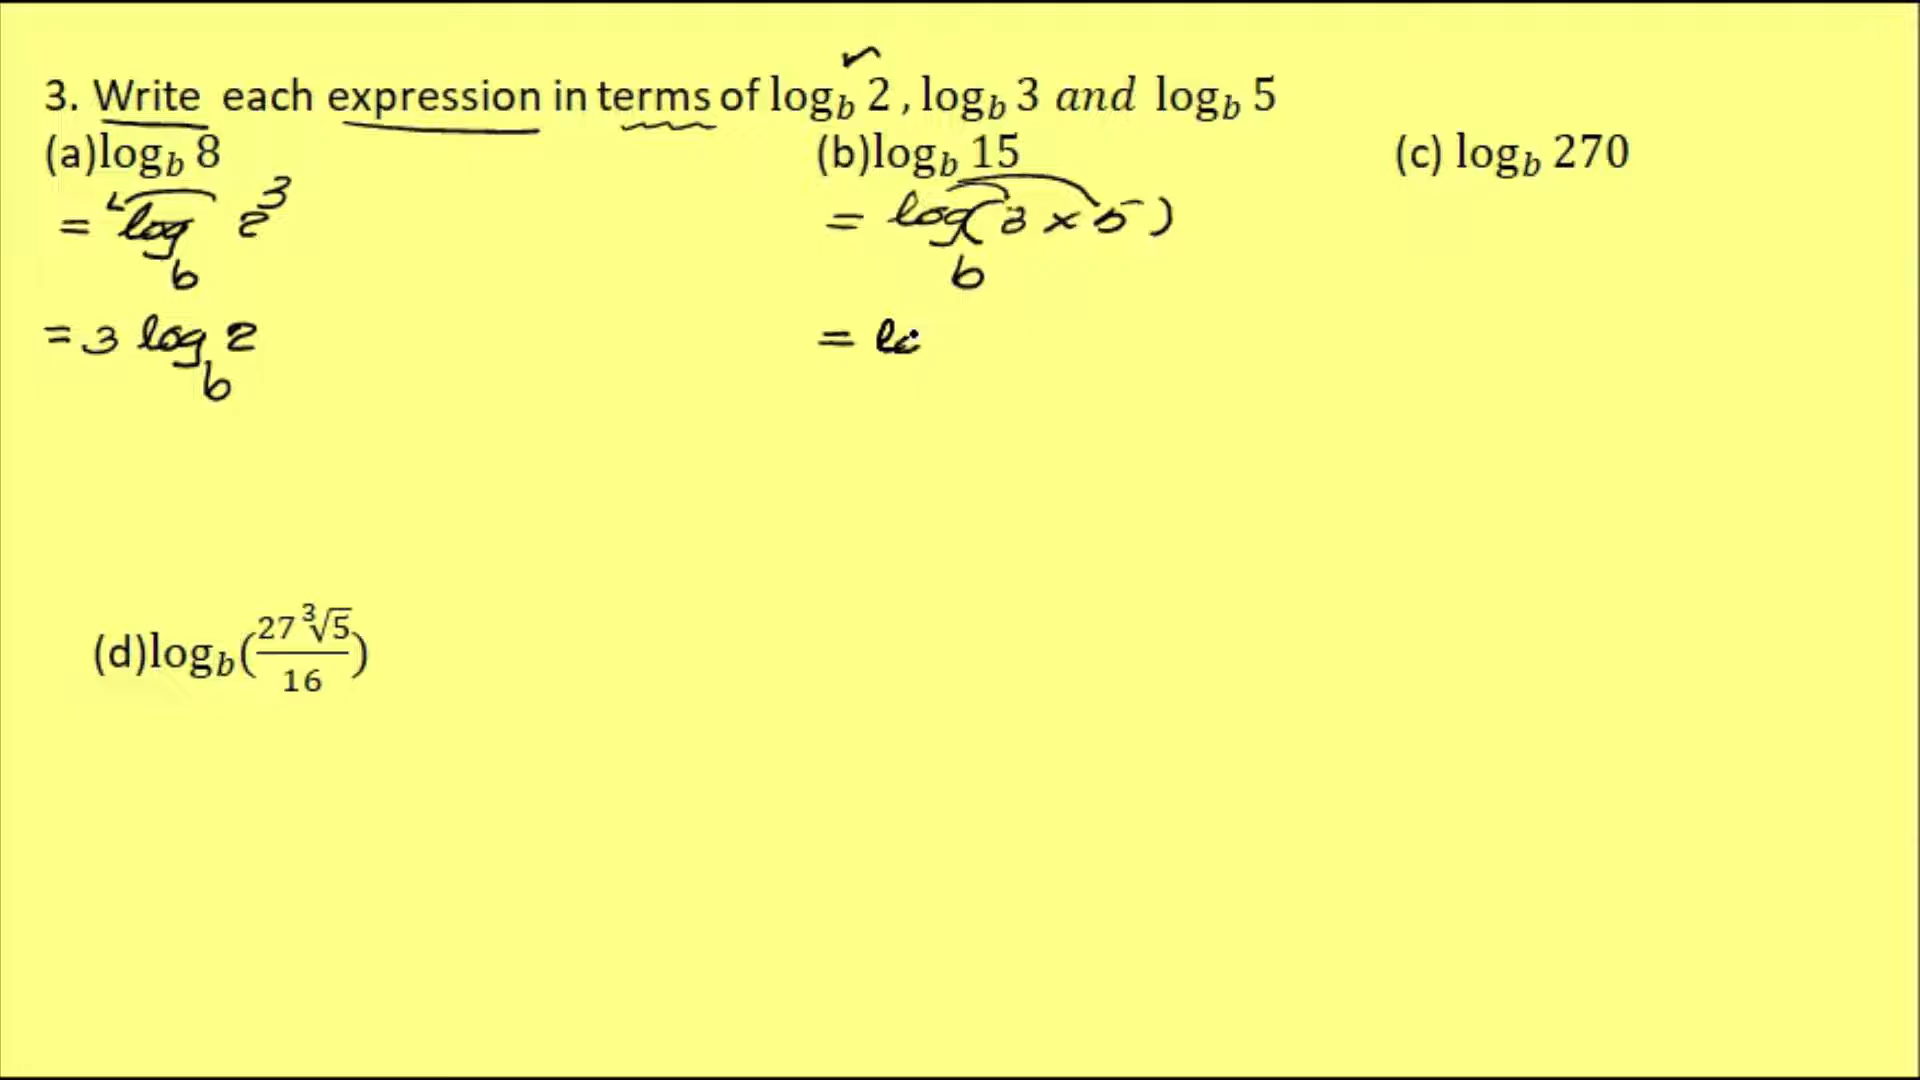 3. Write each expression in terms of log_b 2 , log_b 3 and log_b 5
(a)log_b 8
(b)log_b 15
(c) log_b 270
= log_b 2^3
= log_b(3 × 5)
= 3 log_b 2
= lo
(d)log_b(27 ∛5 / 16)